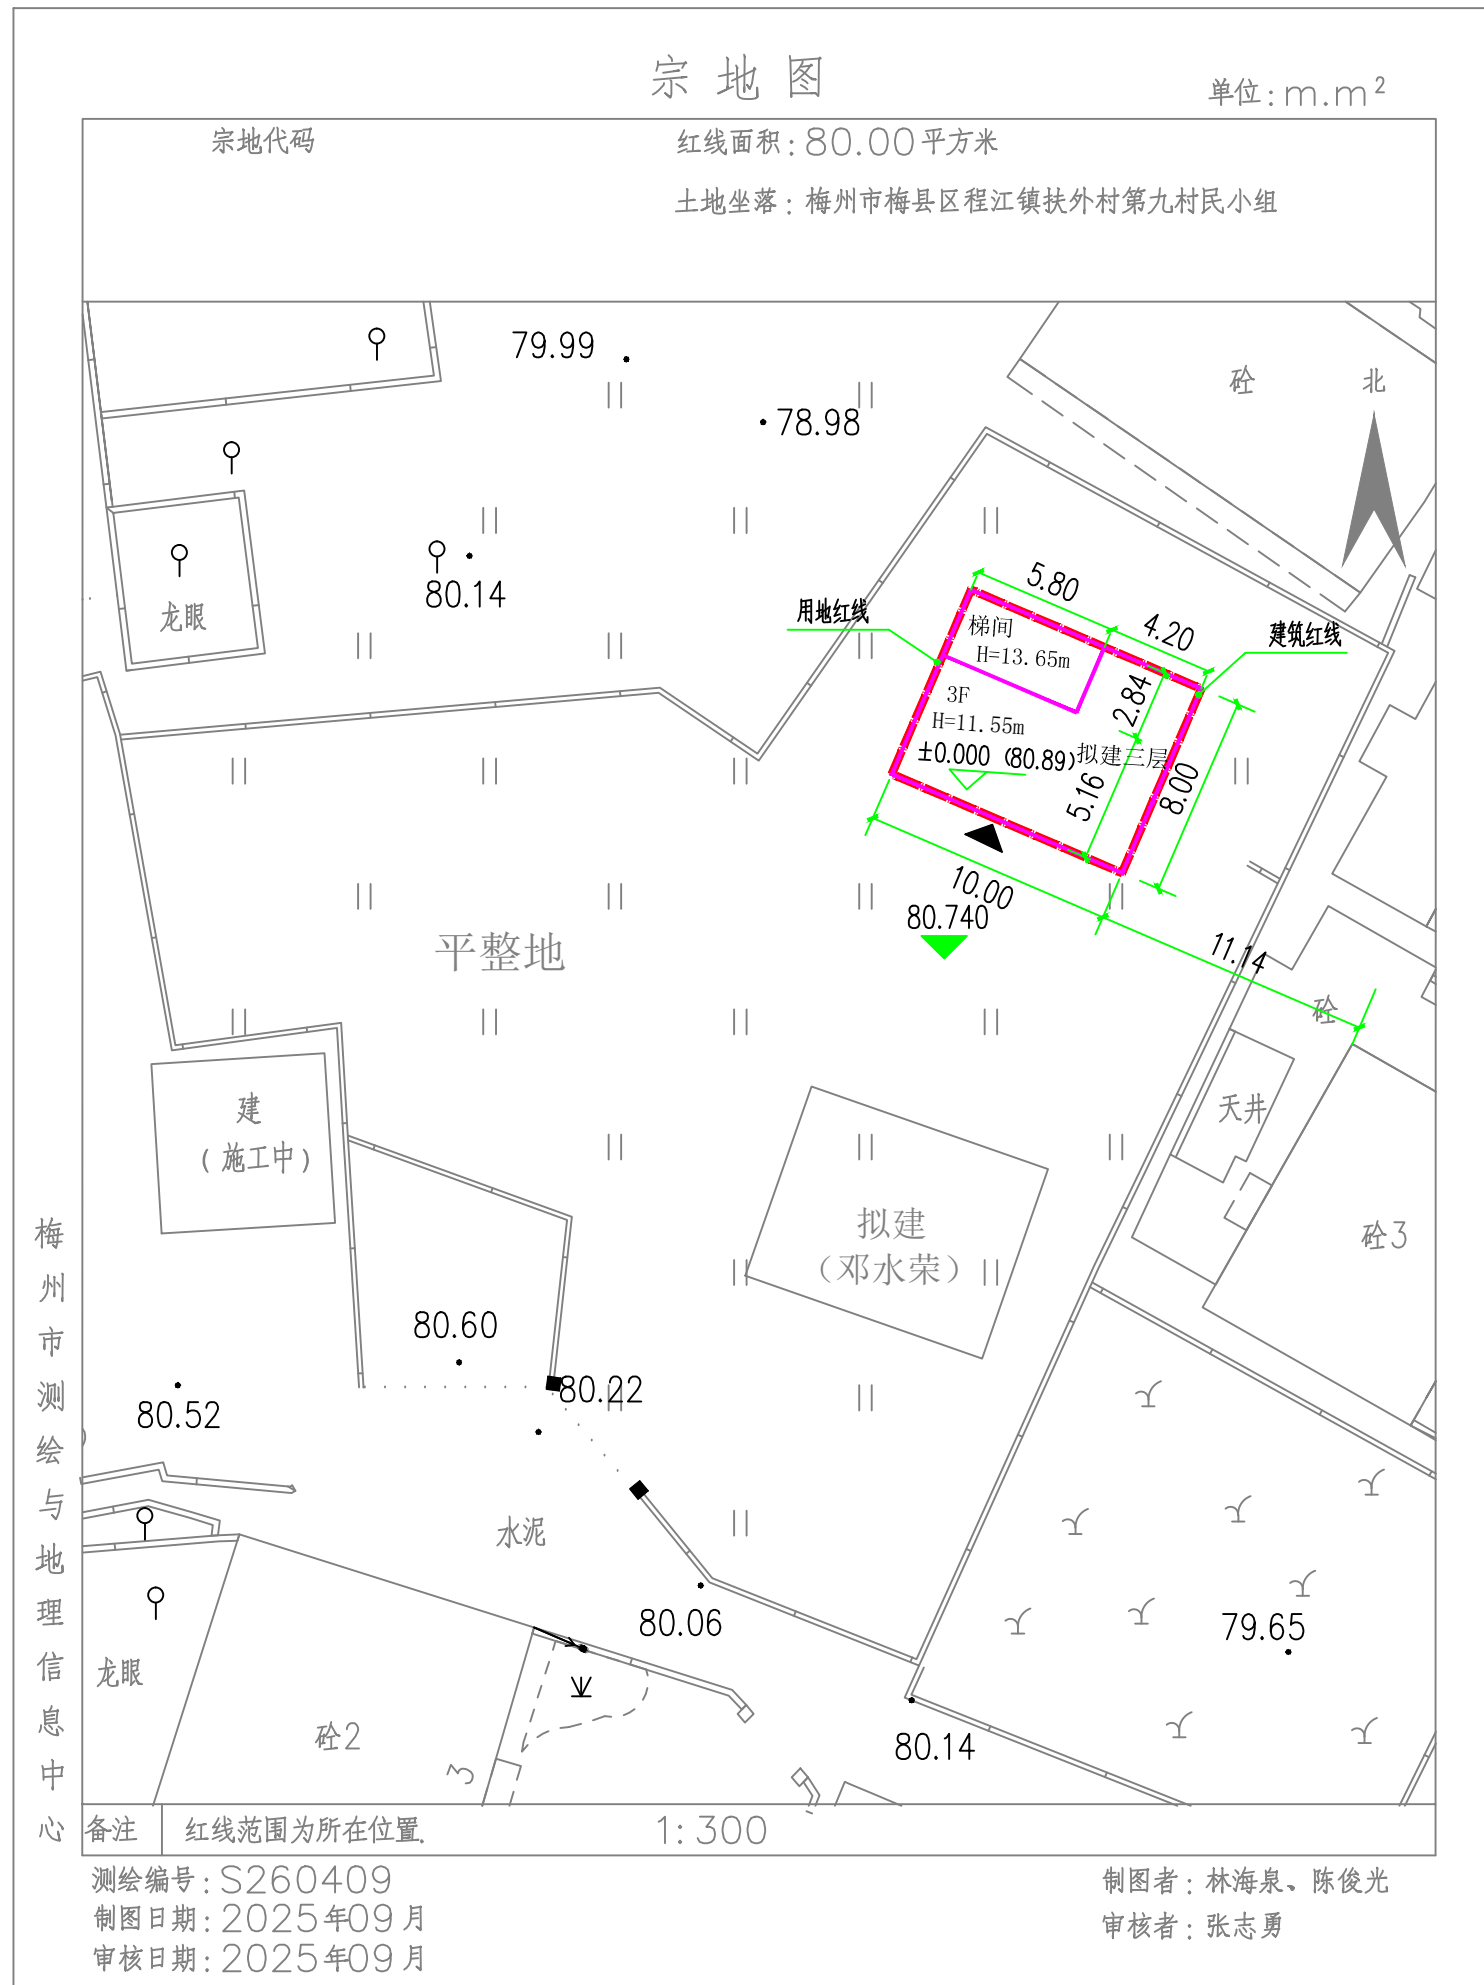 宗地图
单位:m.m²
宗地代码
红线面积:80.00平方米
土地坐落:梅州市梅县区程江镇扶外村第九村民小组
79.99
砼
北
78.98
80.14
龙眼
5.80
用地红线
4.20
建筑红线
梯间
H=13.65m
3F
2.84
H=11.55m
±0.000 (80.89)
拟建三层
5.16
8.00
10.00
80.740
11.14
平整地
砼
建
(施工中)
天井
拟建
(邓水荣)
砼3
80.60
80.22
80.52
水泥
80.06
79.65
龙眼
砼2
3
80.14
梅州市测绘与地理信息中心
备注
红线范围为所在位置.
1:300
测绘编号:S260409
制图日期:2025年09月
审核日期:2025年09月
制图者:林海泉、陈俊光
审核者:张志勇